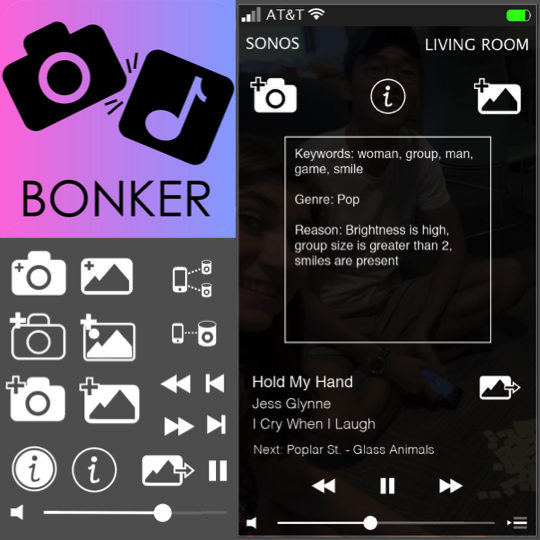 BONKER
AT&T
SONOS
LIVING ROOM
Keywords: woman, group, man,
game, smile
Genre: Pop
Reason: Brightness is high,
group size is greater than 2,
smiles are present
Hold My Hand
Jess Glynne
I Cry When I Laugh
Next: Poplar St. - Glass Animals